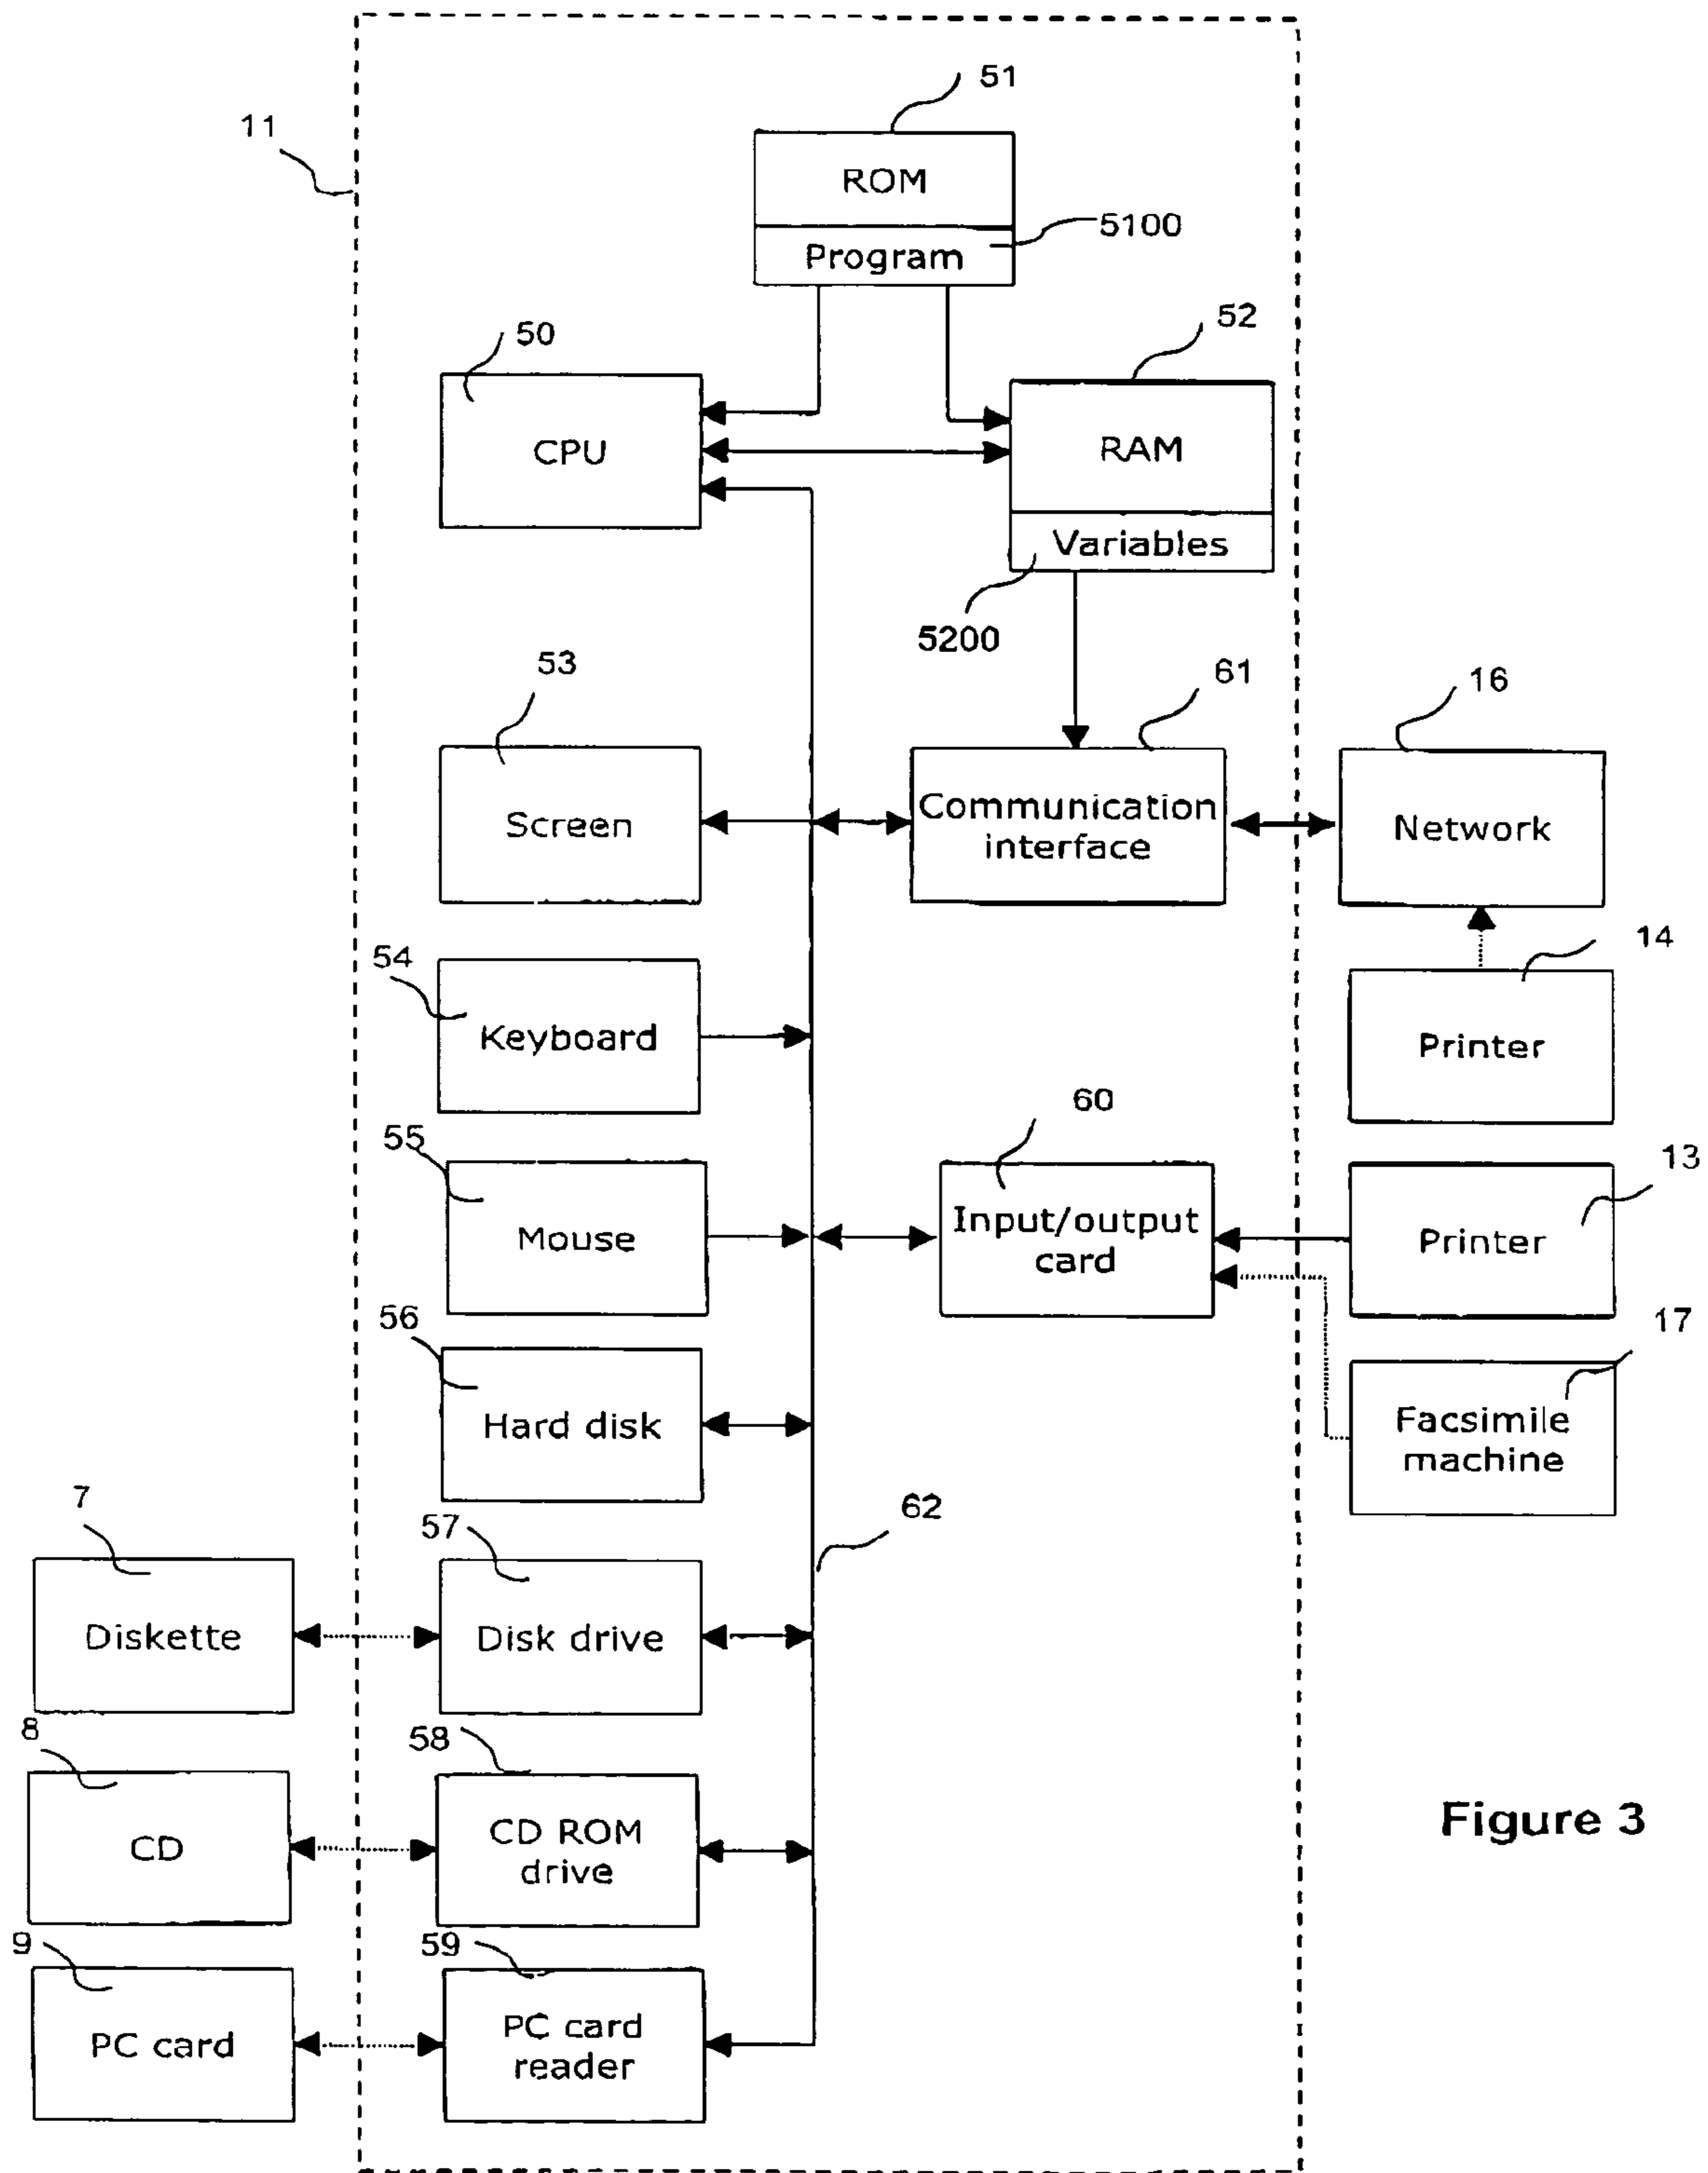 51
11
ROM
5100
Program
52
50
CPU
RAM
Variables
5200
53
61
16
Screen
Communication
interface
Network
54
14
Keyboard
Printer
60
55
13
Mouse
Input/output
card
Printer
56
17
Hard disk
Facsimile
machine
7
57
62
Diskette
Disk drive
8
58
CD
CD ROM
drive
Figure 3
9
59
PC card
PC card
reader